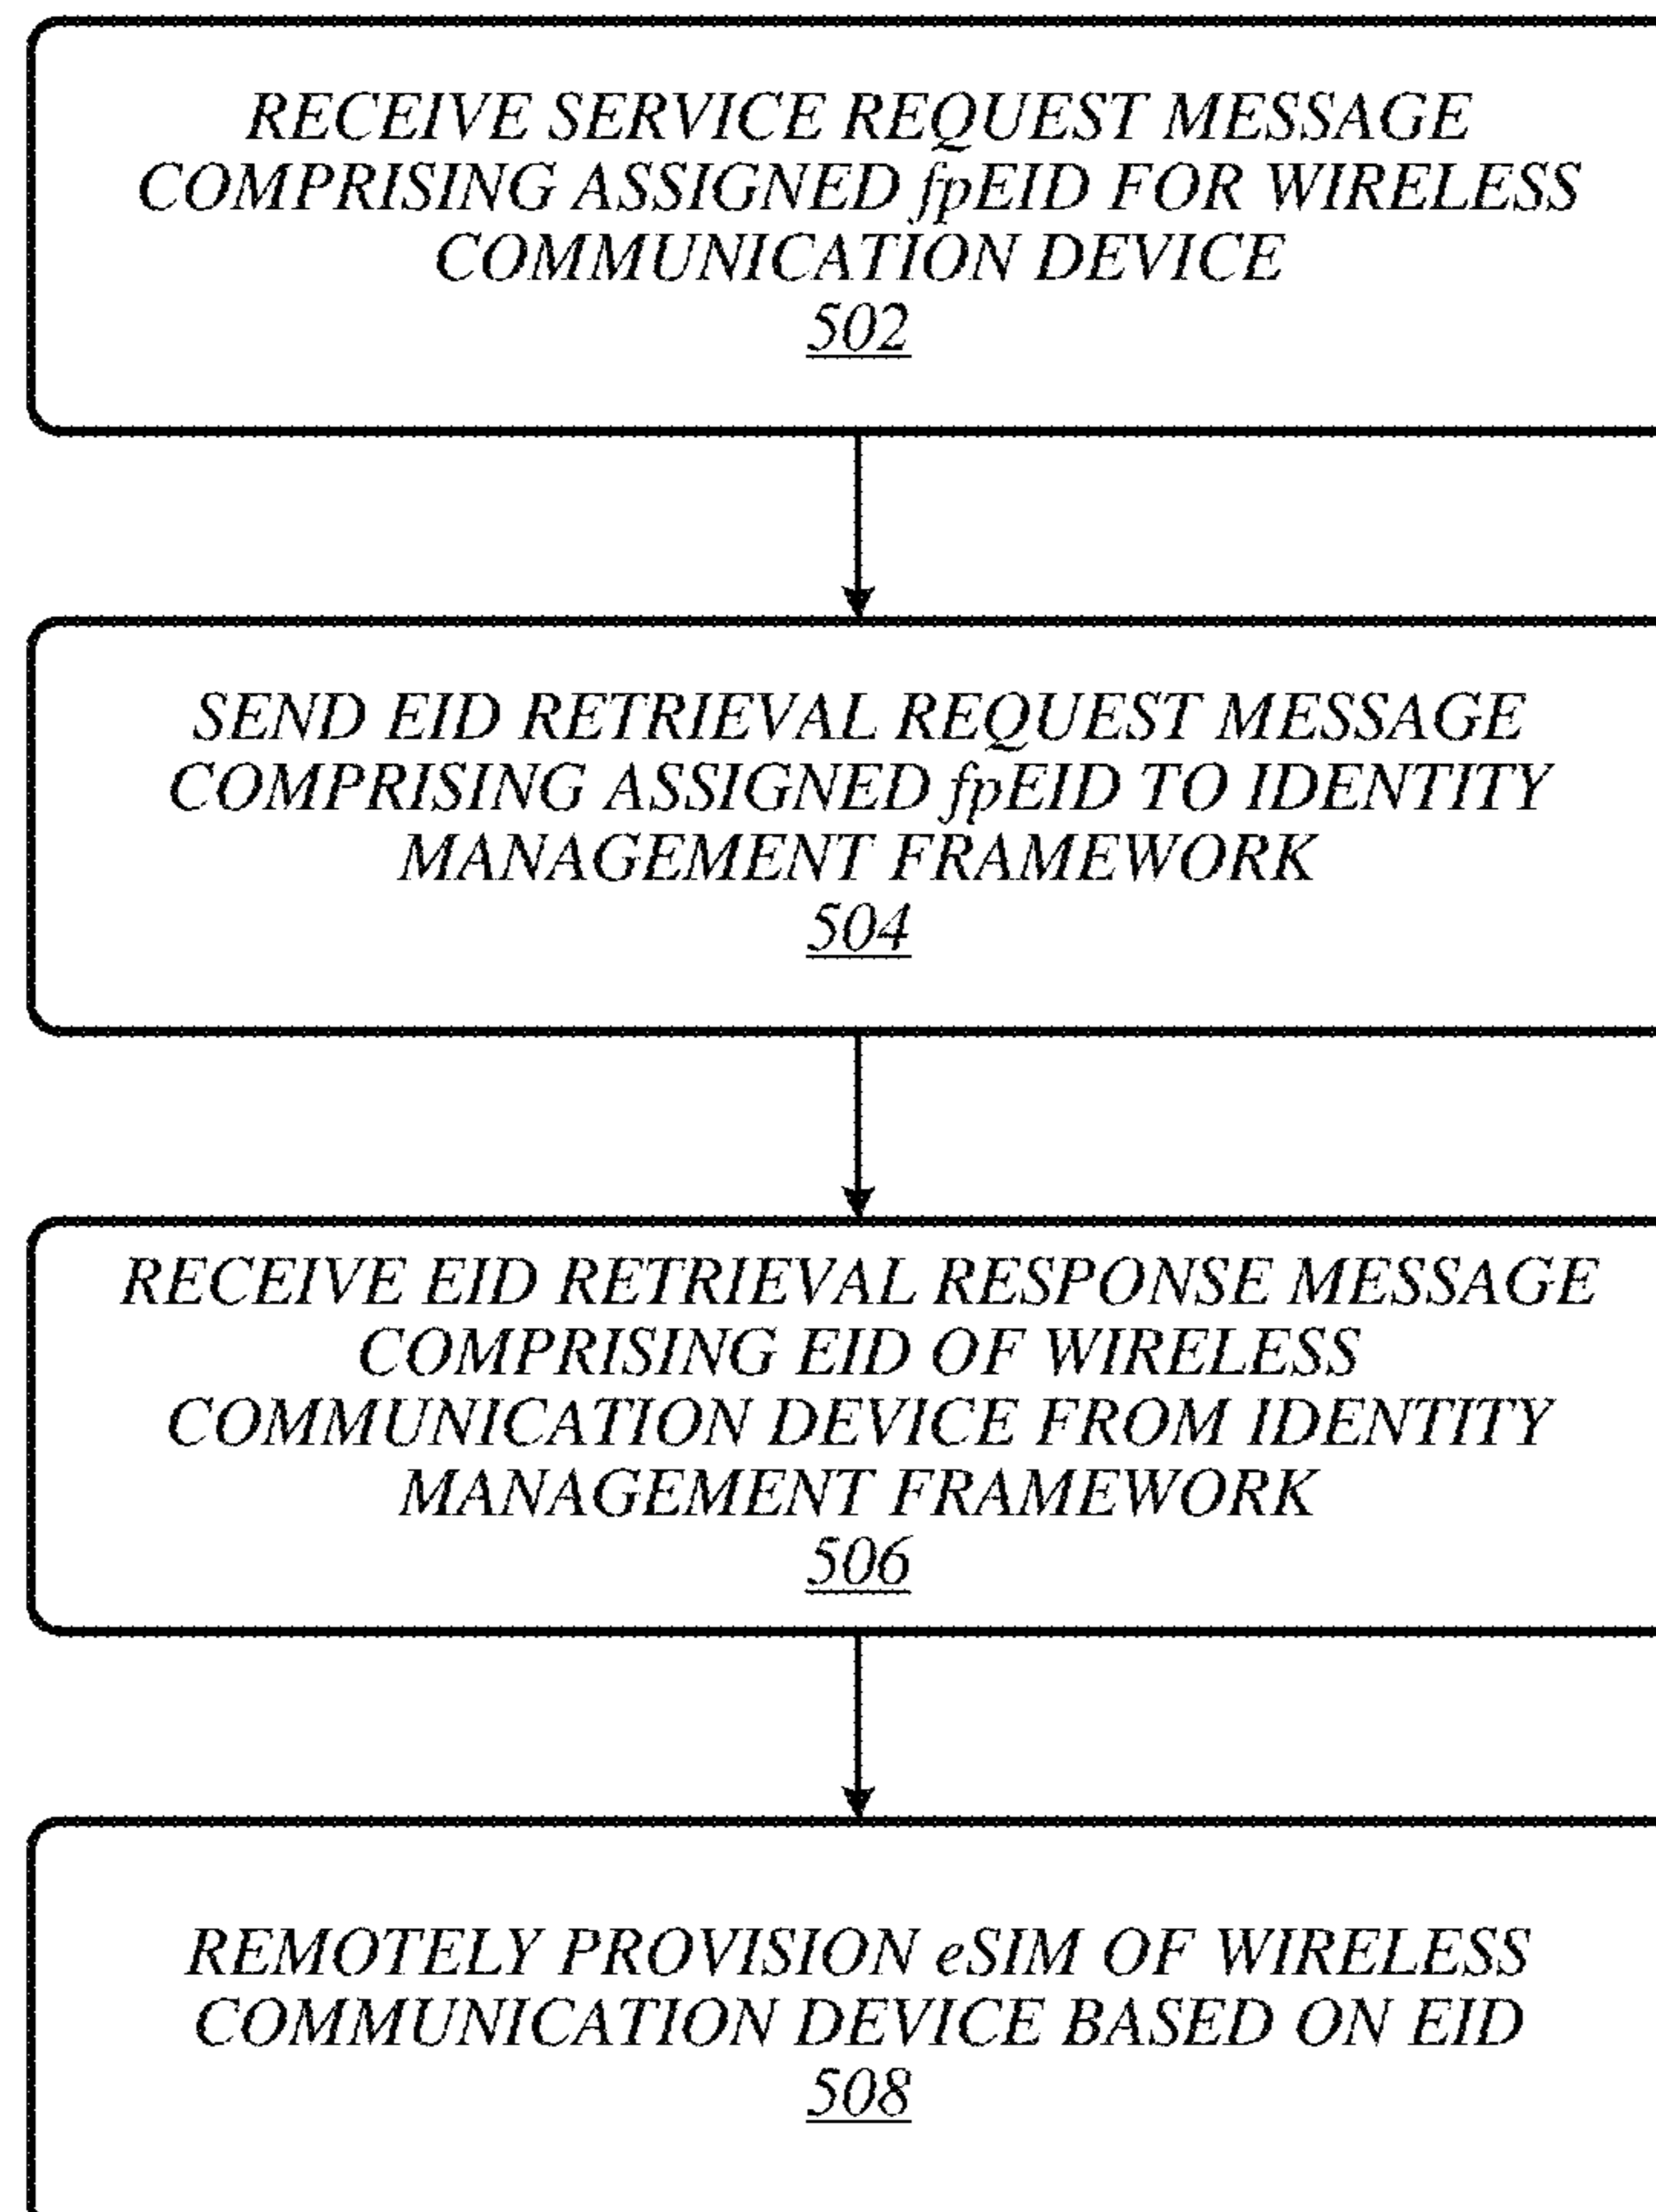 RECEIVE SERVICE REQUEST MESSAGE
COMPRISING ASSIGNED fpEID FOR WIRELESS
COMMUNICATION DEVICE
502
SEND EID RETRIEVAL REQUEST MESSAGE
COMPRISING ASSIGNED fpEID TO IDENTITY
MANAGEMENT FRAMEWORK
504
RECEIVE EID RETRIEVAL RESPONSE MESSAGE
COMPRISING EID OF WIRELESS
COMMUNICATION DEVICE FROM IDENTITY
MANAGEMENT FRAMEWORK
506
REMOTELY PROVISION eSIM OF WIRELESS
COMMUNICATION DEVICE BASED ON EID
508